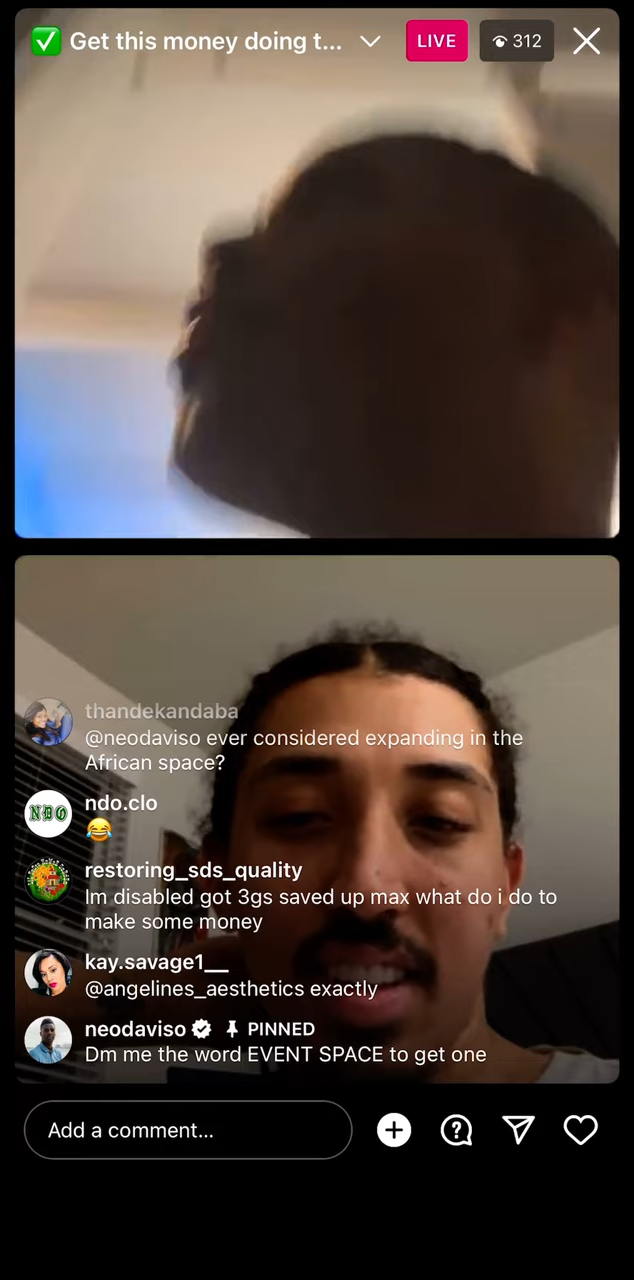 ✅ Get this money doing t...
LIVE
312
thandekandaba
@neodaviso ever considered expanding in the
African space?
NDO
ndo.clo
😂
restoring_sds_quality
Im disabled got 3gs saved up max what do i do to
make some money
kay.savage1__
@angelines_aesthetics exactly
neodaviso PINNED
Dm me the word EVENT SPACE to get one
Add a comment...